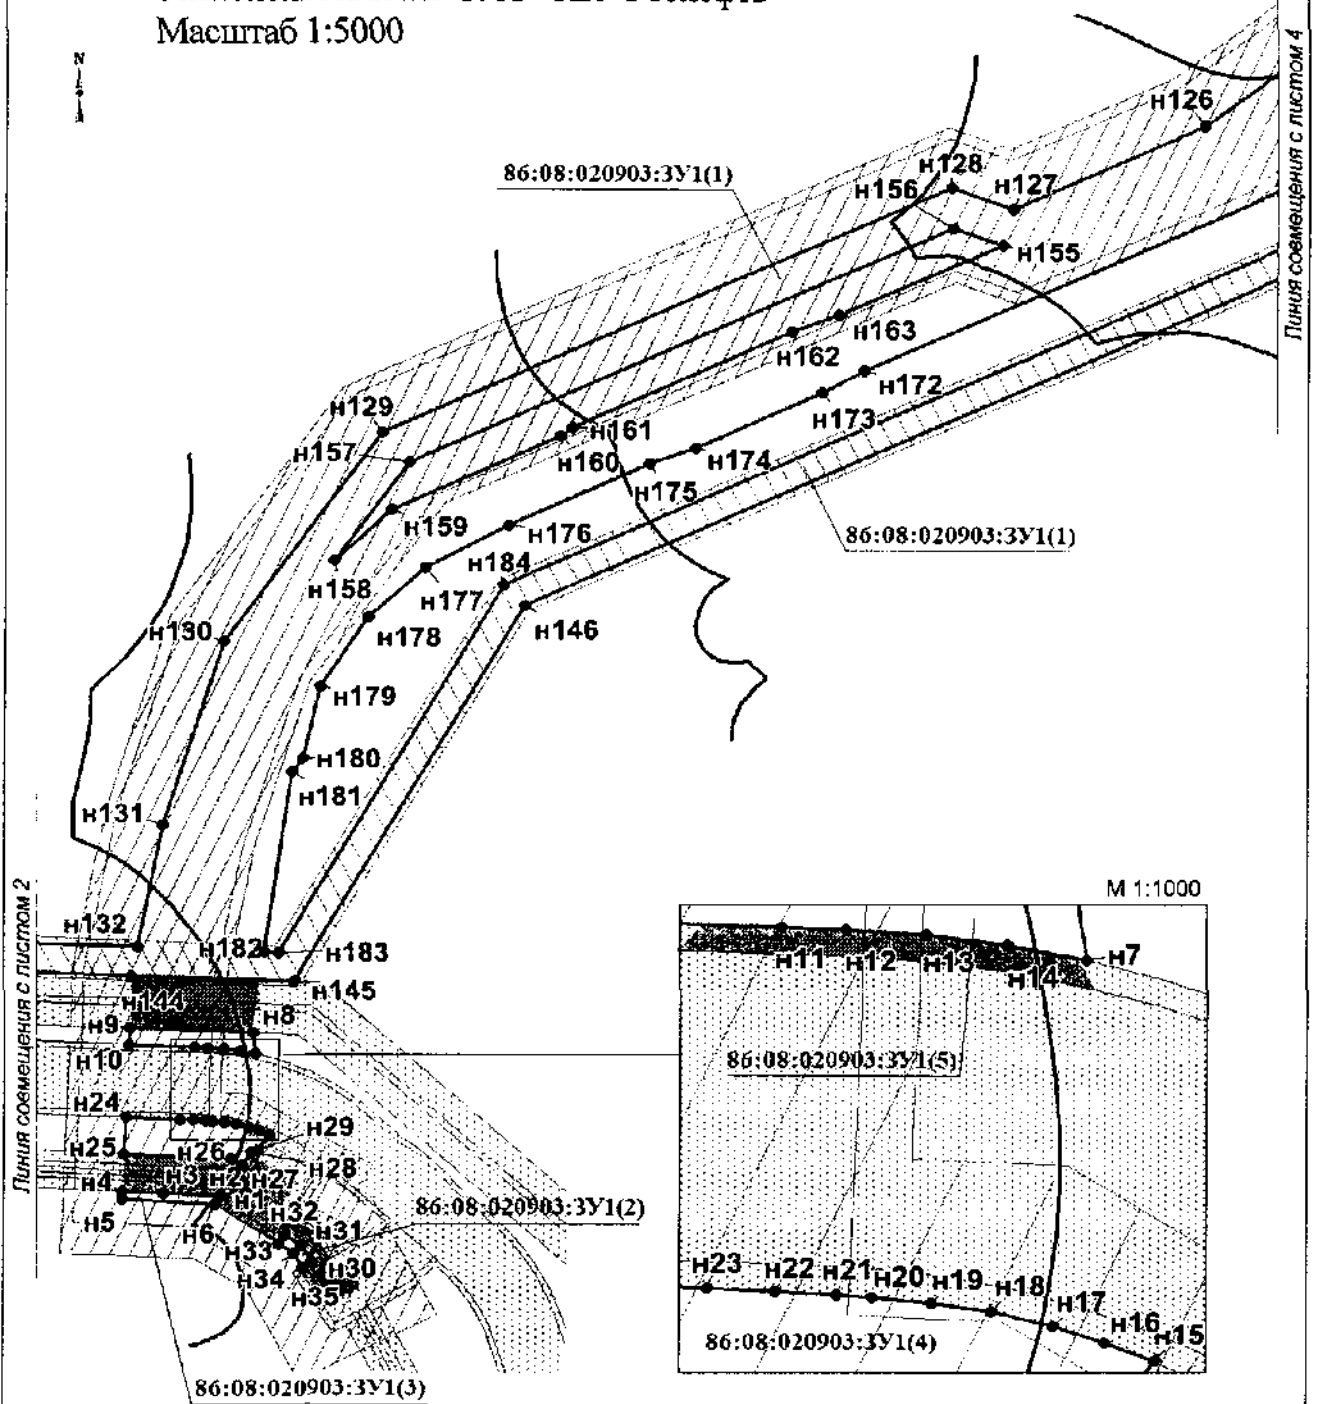 Масштаб 1:5000
N
Линия совмещения с листом 4
н126
н128
86:08:020903:ЗУ1(1)
н156
н127
н155
н163
н162
н172
н129
н173
н161
н157
н160
н174
н175
н159
н176
86:08:020903:ЗУ1(1)
н184
н158
н177
н146
н130
н178
н179
н180
н181
н131
М 1:1000
Линия совмещения с листом 2
н132
н182
н183
н7
н11
н12
н13
н14
н145
н144
н8
н9
н10
86:08:020903:ЗУ1(5)
н24
н29
н25
н26
н28
н3
н2
н27
н4
н1
86:08:020903:ЗУ1(2)
н5
н32
н6
н31
н33
н30
н34
н35
н23
н22
н21
н20
н19
н18
н17
н16
н15
86:08:020903:ЗУ1(4)
86:08:020903:ЗУ1(3)